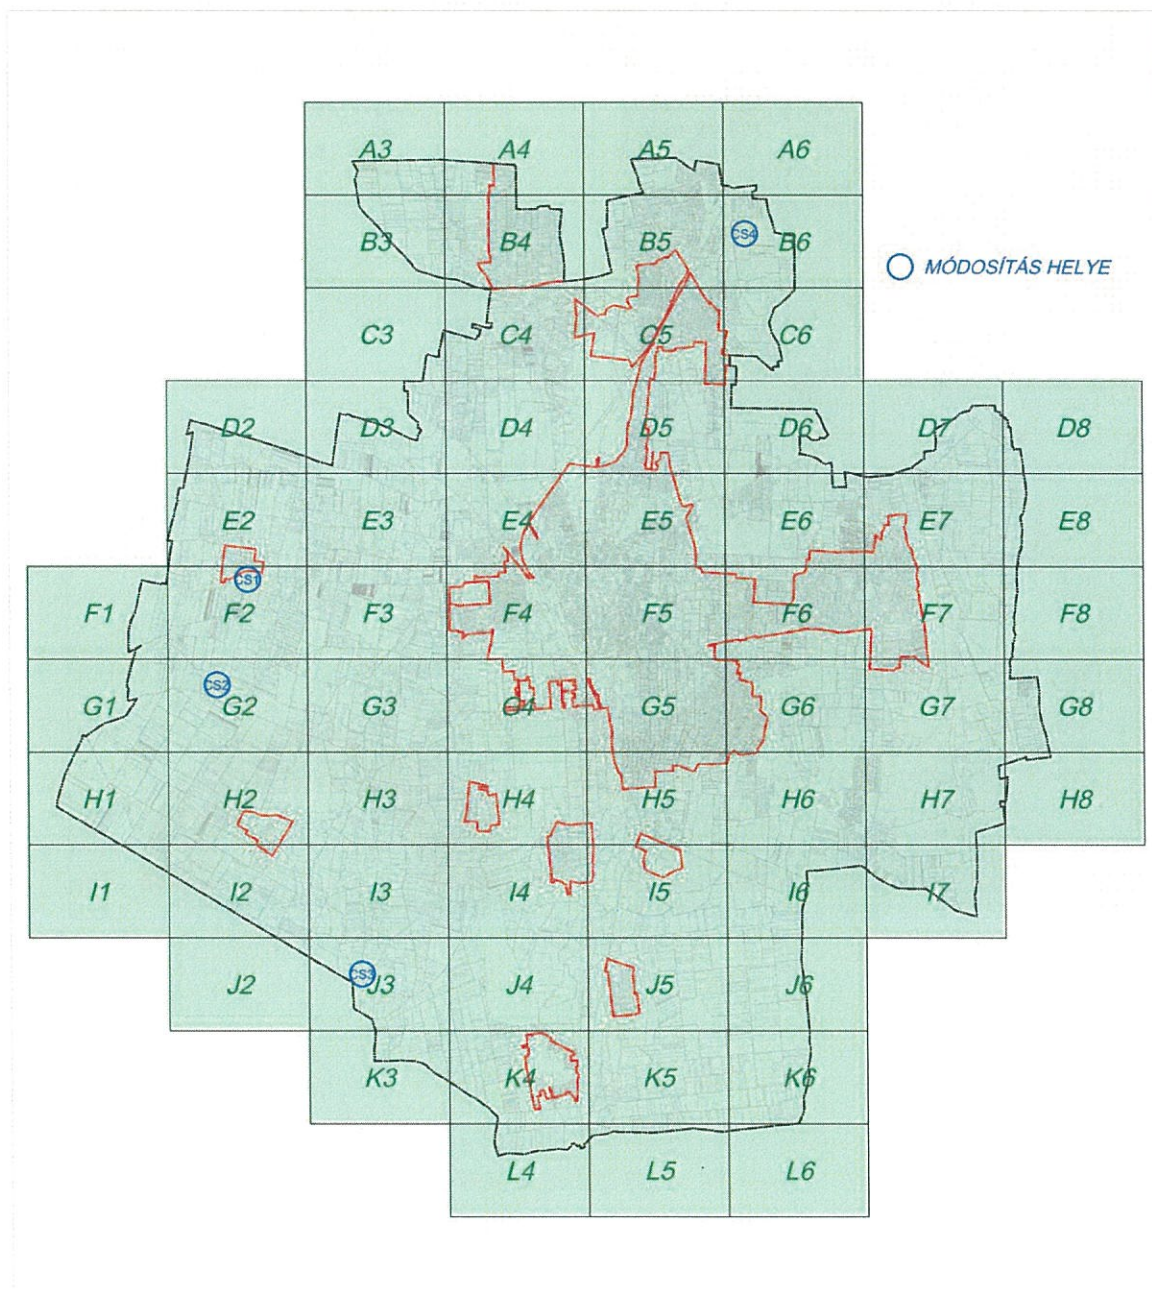 A3 A4 A5 A6
B3 B4 B5 CS4 B6
MÓDOSÍTÁS HELYE
C3 C4 C5 C6
D2 D3 D4 D5 D6 D7 D8
E2 E3 E4 E5 E6 E7 E8
CS1
F1 F2 F3 F4 F5 F6 F7 F8
CS2
G1 G2 G3 G4 G5 G6 G7 G8
H1 H2 H3 H4 H5 H6 H7 H8
I1 I2 I3 I4 I5 I6 I7
CS3
J2 J3 J4 J5 J6
K3 K4 K5 K6
L4 L5 L6